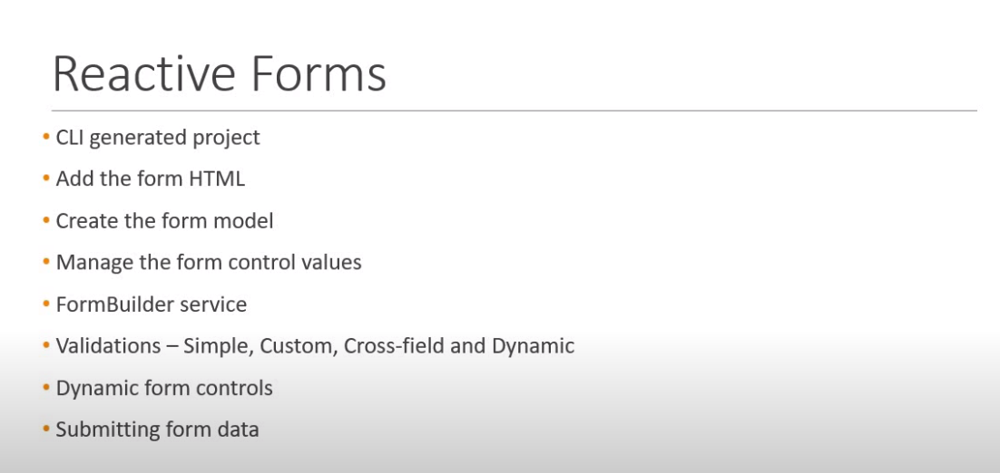 Reactive Forms
• CLI generated project
• Add the form HTML
• Create the form model
• Manage the form control values
• FormBuilder service
• Validations – Simple, Custom, Cross-field and Dynamic
• Dynamic form controls
• Submitting form data